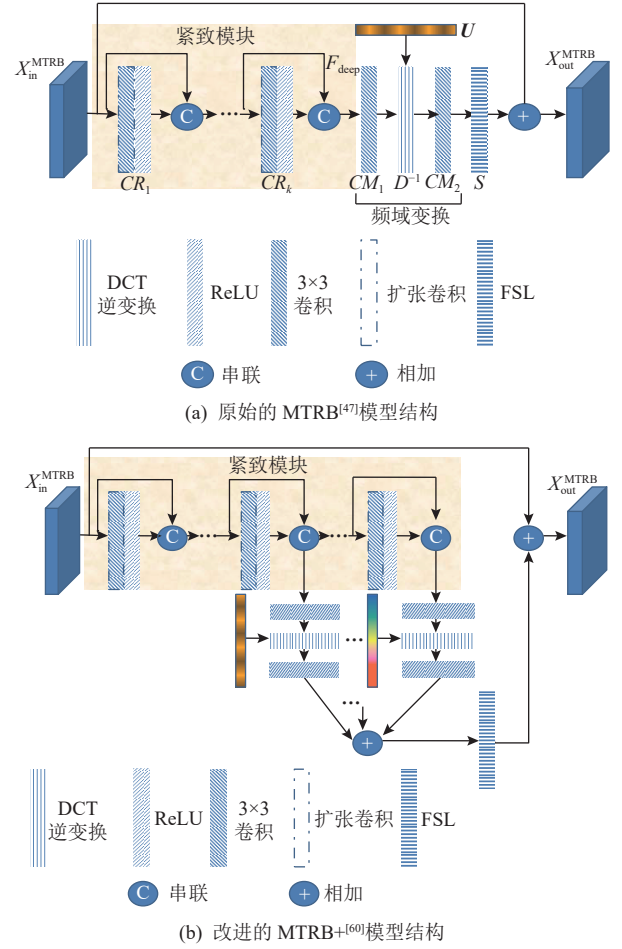 紧致模块
U
X_in^MTRB
X_out^MTRB
F_deep
C
...
C
+
CR_1
CR_k
CM_1
D^{-1}
CM_2
S
频域变换
DCT
逆变换
ReLU
3×3
卷积
扩张卷积
FSL
C 串联
+ 相加
(a) 原始的 MTRB[47]模型结构
紧致模块
X_in^MTRB
X_out^MTRB
C
...
C
...
C
+
...
...
+
DCT
逆变换
ReLU
3×3
卷积
扩张卷积
FSL
C 串联
+ 相加
(b) 改进的 MTRB+[60]模型结构